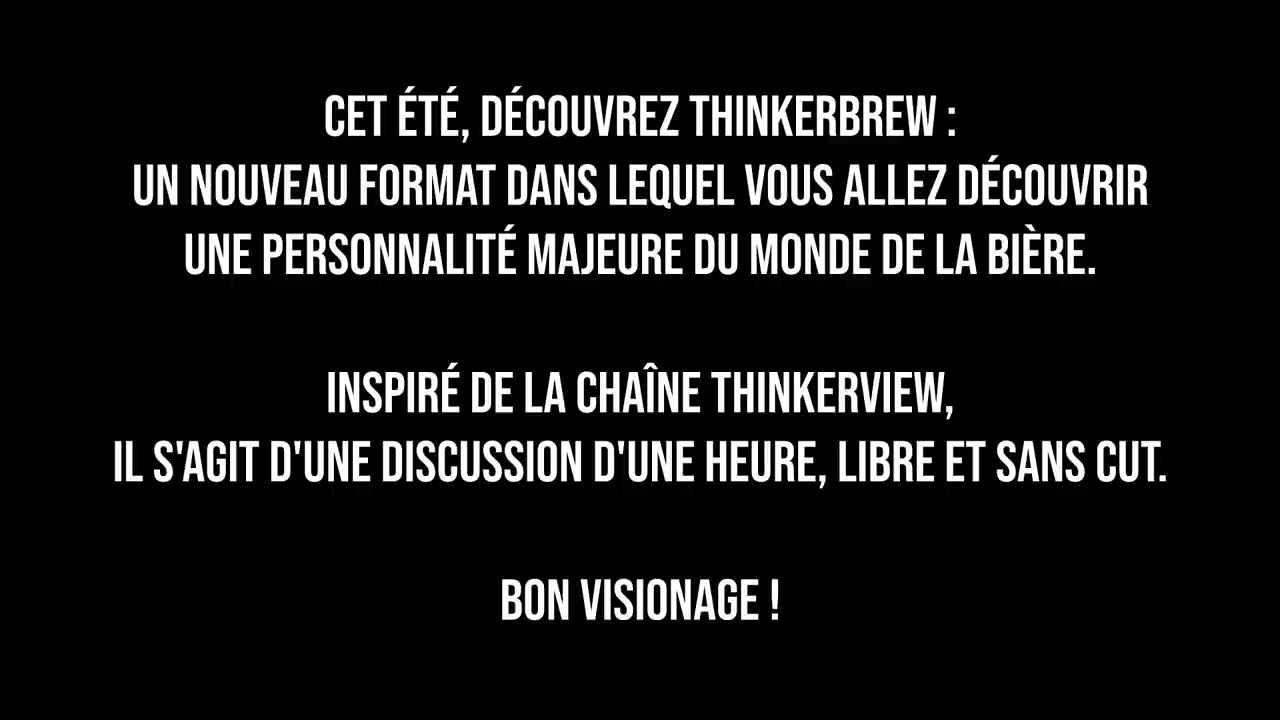 CET ÉTÉ, DÉCOUVREZ THINKERBREW :
UN NOUVEAU FORMAT DANS LEQUEL VOUS ALLEZ DÉCOUVRIR
UNE PERSONNALITÉ MAJEURE DU MONDE DE LA BIÈRE.
INSPIRÉ DE LA CHAÎNE THINKERVIEW,
IL S'AGIT D'UNE DISCUSSION D'UNE HEURE, LIBRE ET SANS CUT.
BON VISIONAGE !